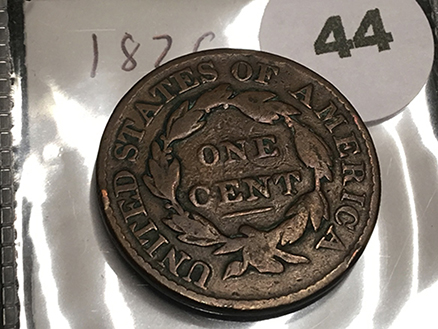 44
UNITED STATES OF AMERICA
ONE
CENT